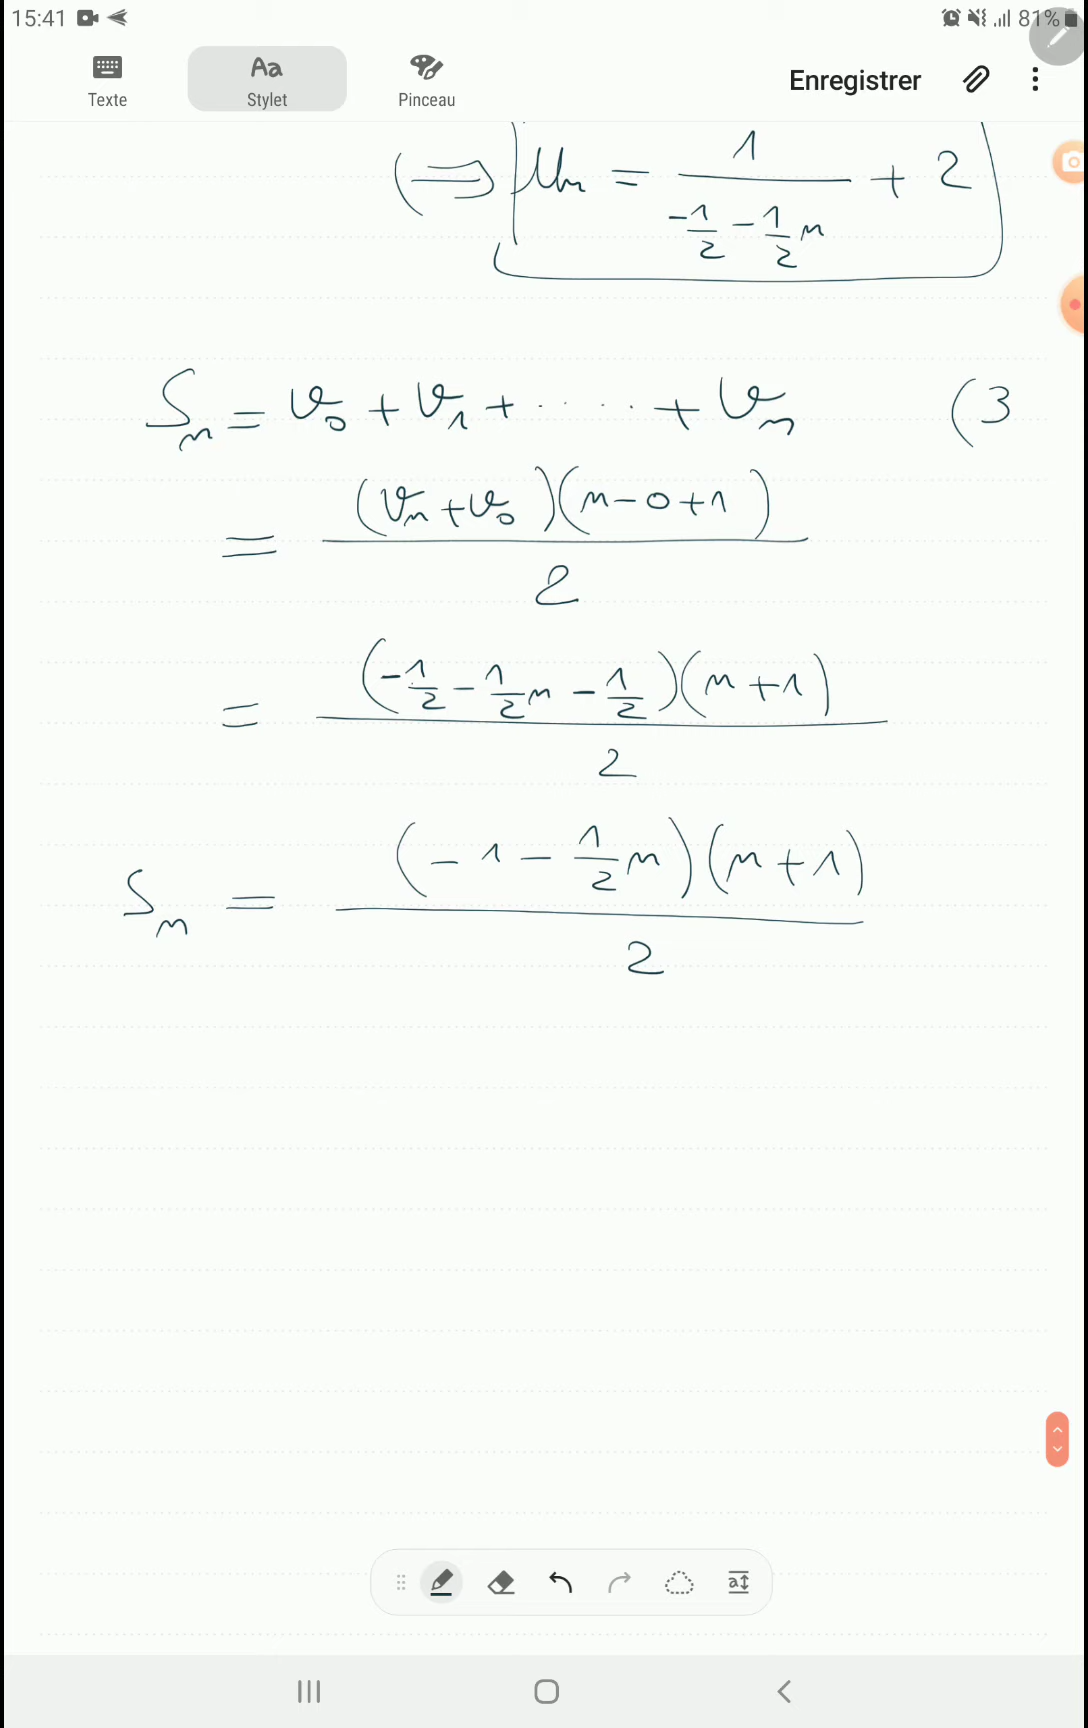 15:41 81%
Texte
Aa
Stylet
Pinceau
Enregistrer
(=>) Un = 1/(-1/2 - 1/2 n) + 2
Sn = v0 + v1 + ..... + vn (3
= (vn + v0)(n - 0 + 1) / 2
= (-1/2 - 1/2 n - 1/2)(n + 1) / 2
Sn = (-1 - 1/2 n)(n + 1) / 2
a